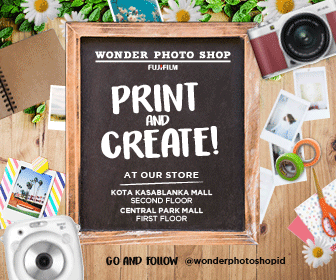 WONDER PHOTO SHOP
FUJIFILM
PRINT
AND
CREATE!
AT OUR STORE
KOTA KASABLANKA MALL
SECOND FLOOR
CENTRAL PARK MALL
FIRST FLOOR
GO AND FOLLOW @wonderphotoshopid